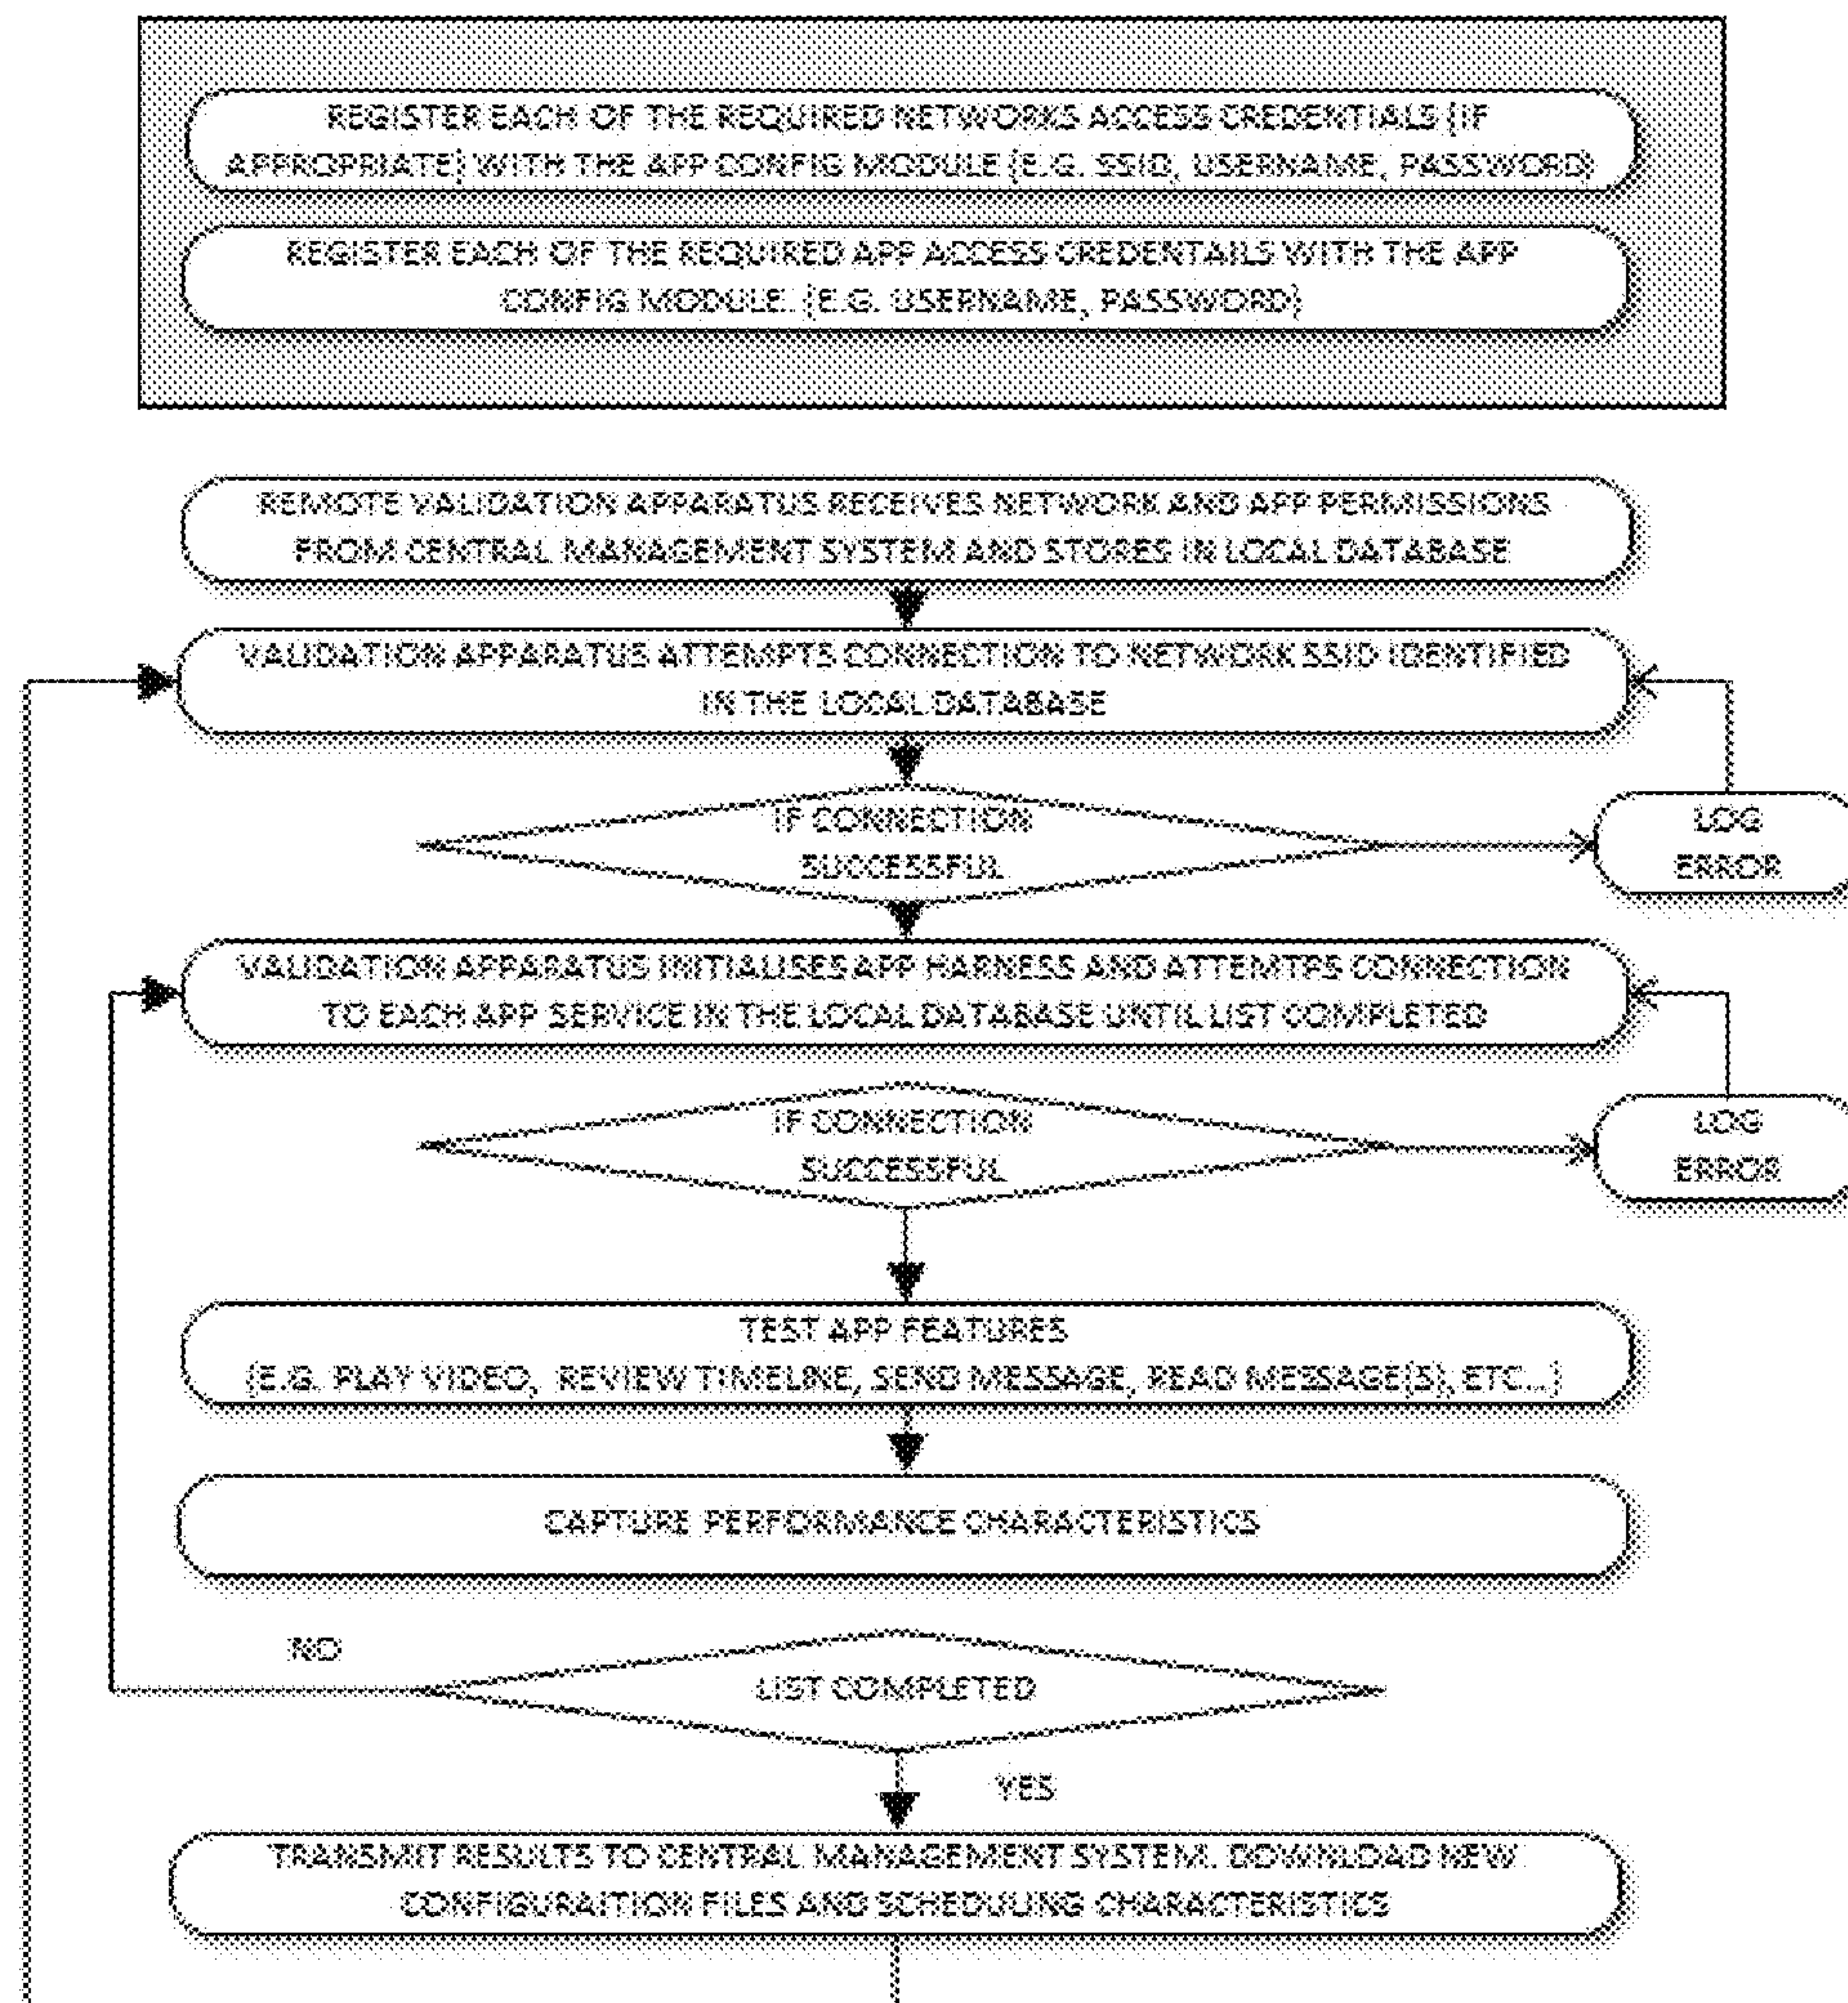 REGISTER EACH OF THE REQUIRED NETWORKS ACCESS CREDENTIALS (IF
APPROPRIATE) WITH THE APP CONFIG MODULE (E.G. SSID, USERNAME, PASSWORD)
REGISTER EACH OF THE REQUIRED APP ACCESS CREDENTAILS WITH THE APP
CONFIG MODULE. (E.G. USERNAME, PASSWORD)
REMOTE VALIDATION APPARATUS RECEIVES NETWORK AND APP PERMISSIONS
FROM CENTRAL MANAGEMENT SYSTEM AND STORES IN LOCAL DATABASE
VALIDATION APPARATUS ATTEMPTS CONNECTION TO NETWORK SSID IDENTIFIED
IN THE LOCAL DATABASE
IF CONNECTION
SUCCESSFUL
LOG
ERROR
VALIDATION APPARATUS INITIALISES APP HARNESS AND ATTEMTPS CONNECTION
TO EACH APP SERVICE IN THE LOCAL DATABASE UNTIL LIST COMPLETED
IF CONNECTION
SUCCESSFUL
LOG
ERROR
TEST APP FEATURES
(E.G. PLAY VIDEO, REVIEW TIMELINE, SEND MESSAGE, READ MESSAGE(S), ETC...)
CAPTURE PERFORMANCE CHARACTERISTICS
NO
LIST COMPLETED
YES
TRANSMIT RESULTS TO CENTRAL MANAGEMENT SYSTEM. DOWNLOAD NEW
CONFIGURAITION FILES AND SCHEDULING CHARACTERISTICS